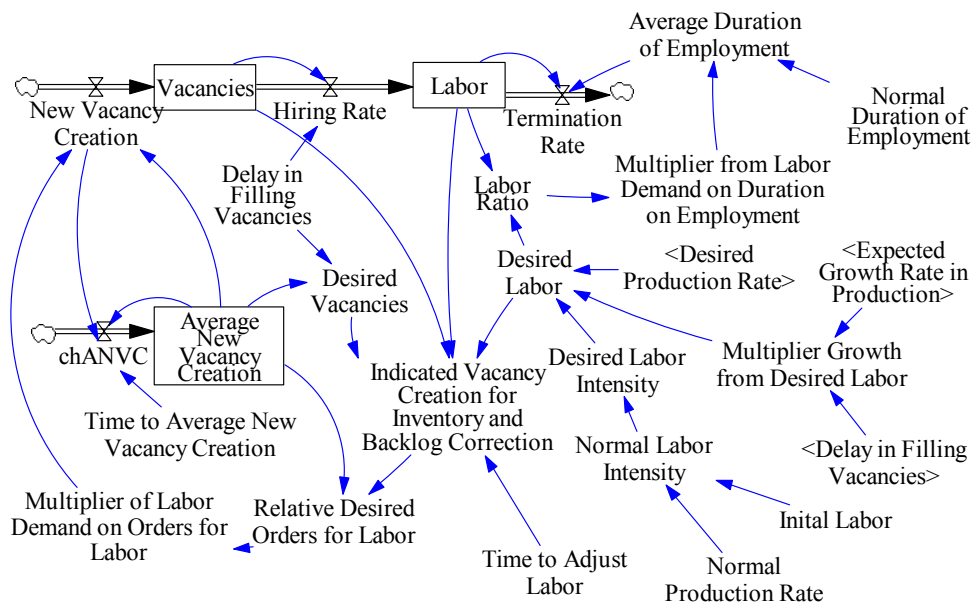 Average Duration
of Employment
Vacancies
Labor
New Vacancy
Creation
Hiring Rate
Termination
Rate
Normal
Duration of
Employment
Delay in
Filling
Vacancies
Labor
Ratio
Multiplier from Labor
Demand on Duration
on Employment
Desired
Labor
<Desired
Production Rate>
<Expected
Growth Rate in
Production>
Desired
Vacancies
Average
New
Vacancy
Creation
chANVC
Indicated Vacancy
Creation for
Inventory and
Backlog Correction
Desired Labor
Intensity
Multiplier Growth
from Desired Labor
Time to Average New
Vacancy Creation
Normal Labor
Intensity
<Delay in Filling
Vacancies>
Multiplier of Labor
Demand on Orders for
Labor
Relative Desired
Orders for Labor
Inital Labor
Time to Adjust
Labor
Normal
Production Rate